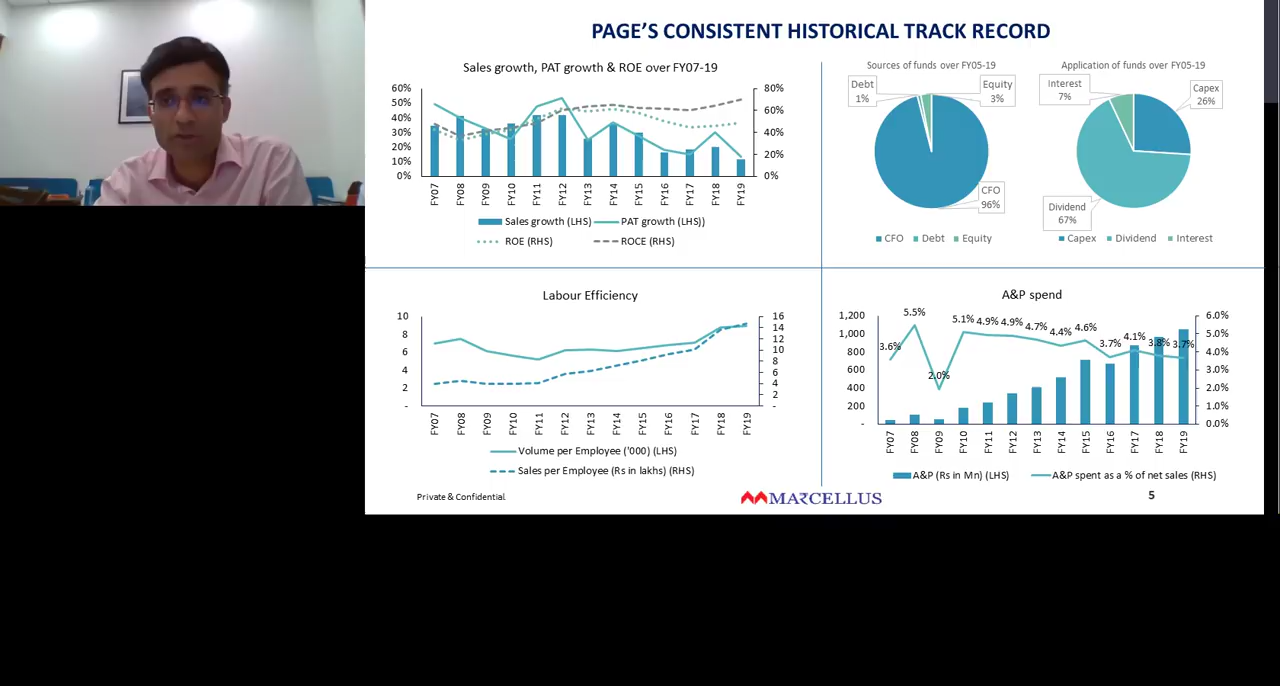 PAGE'S CONSISTENT HISTORICAL TRACK RECORD
Sales growth, PAT growth & ROE over FY07-19
60%
50%
40%
30%
20%
10%
0%
80%
60%
40%
20%
0%
FY07 FY08 FY09 FY10 FY11 FY12 FY13 FY14 FY15 FY16 FY17 FY18 FY19
Sales growth (LHS) PAT growth (LHS))
ROE (RHS) ROCE (RHS)
Sources of funds over FY05-19
Debt
1%
Equity
3%
CFO
96%
CFO Debt Equity
Application of funds over FY05-19
Interest
7%
Capex
26%
Dividend
67%
Capex Dividend Interest
Labour Efficiency
10
8
6
4
2
-
16
14
12
10
8
6
4
2
-
FY07 FY08 FY09 FY10 FY11 FY12 FY13 FY14 FY15 FY16 FY17 FY18 FY19
Volume per Employee ('000) (LHS)
Sales per Employee (Rs in lakhs) (RHS)
A&P spend
1,200
1,000
800
600
400
200
-
6.0%
5.0%
4.0%
3.0%
2.0%
1.0%
0.0%
3.6% 5.5% 2.0% 5.1% 4.9% 4.9% 4.7% 4.4% 4.6% 3.7% 4.1% 3.8% 3.7%
FY07 FY08 FY09 FY10 FY11 FY12 FY13 FY14 FY15 FY16 FY17 FY18 FY19
A&P (Rs in Mn) (LHS) A&P spent as a % of net sales (RHS)
Private & Confidential
MARCELLUS
5